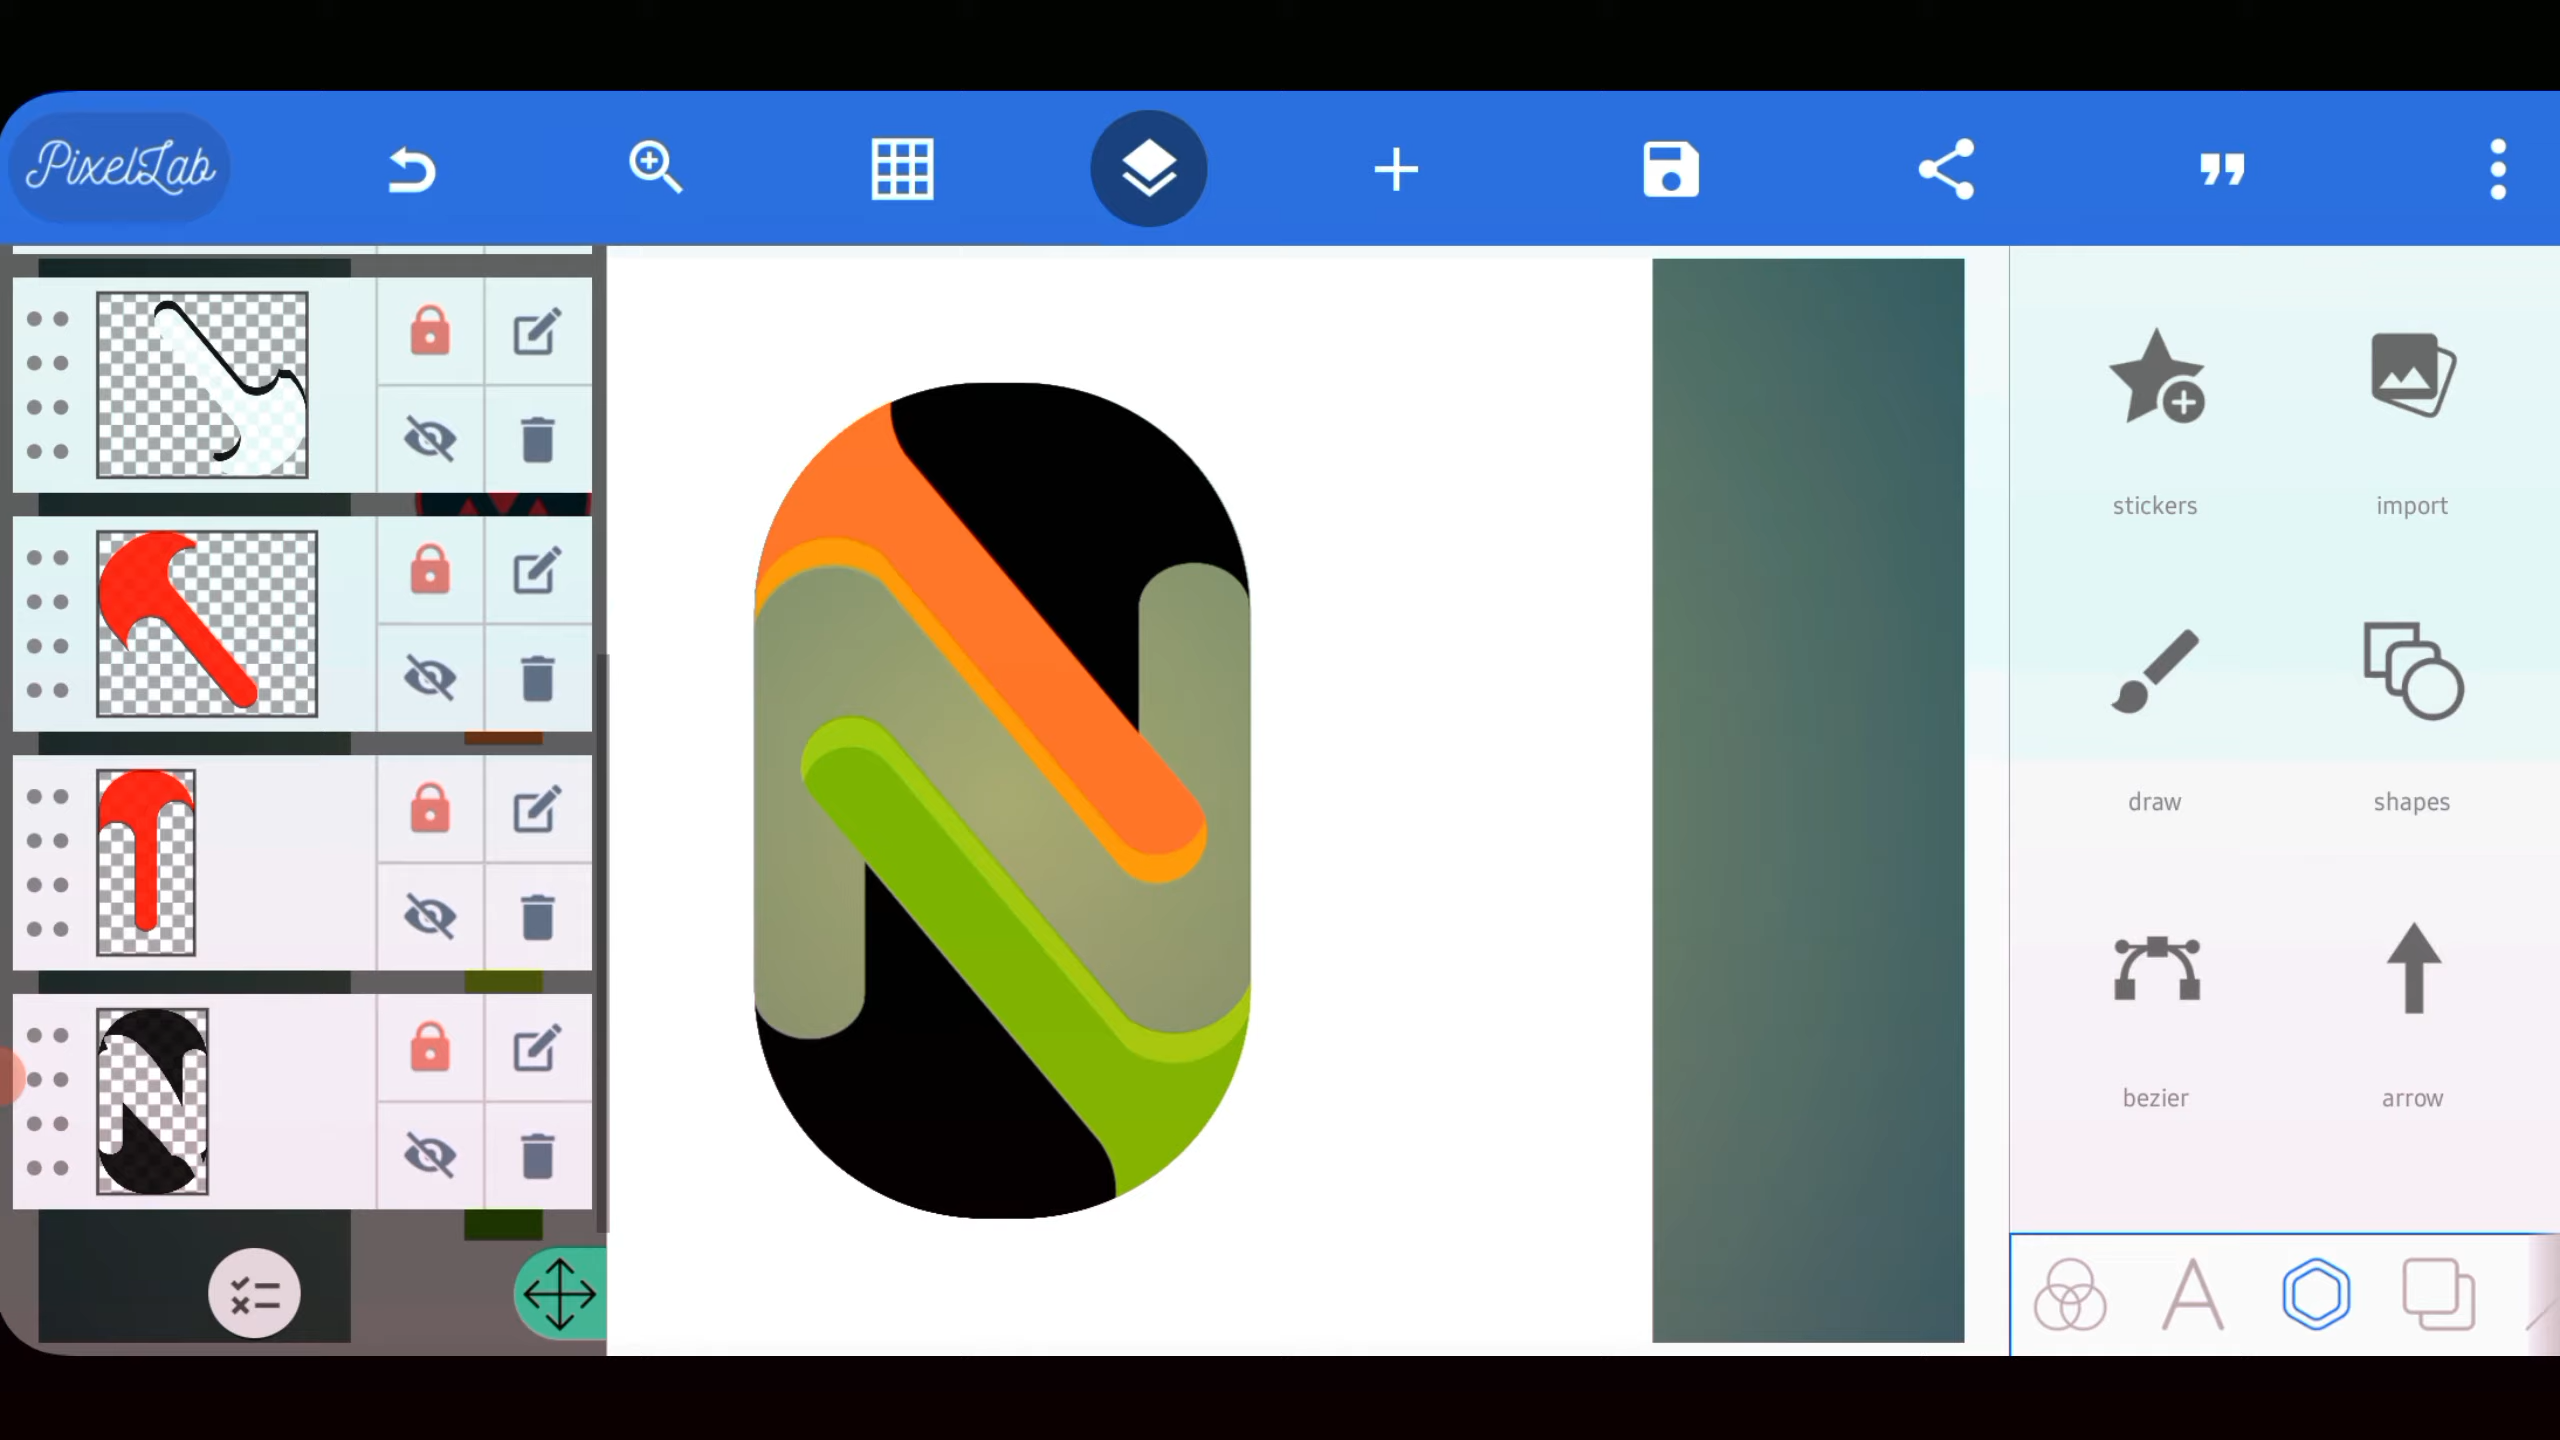 PixelLab
stickers
import
draw
shapes
bezier
arrow